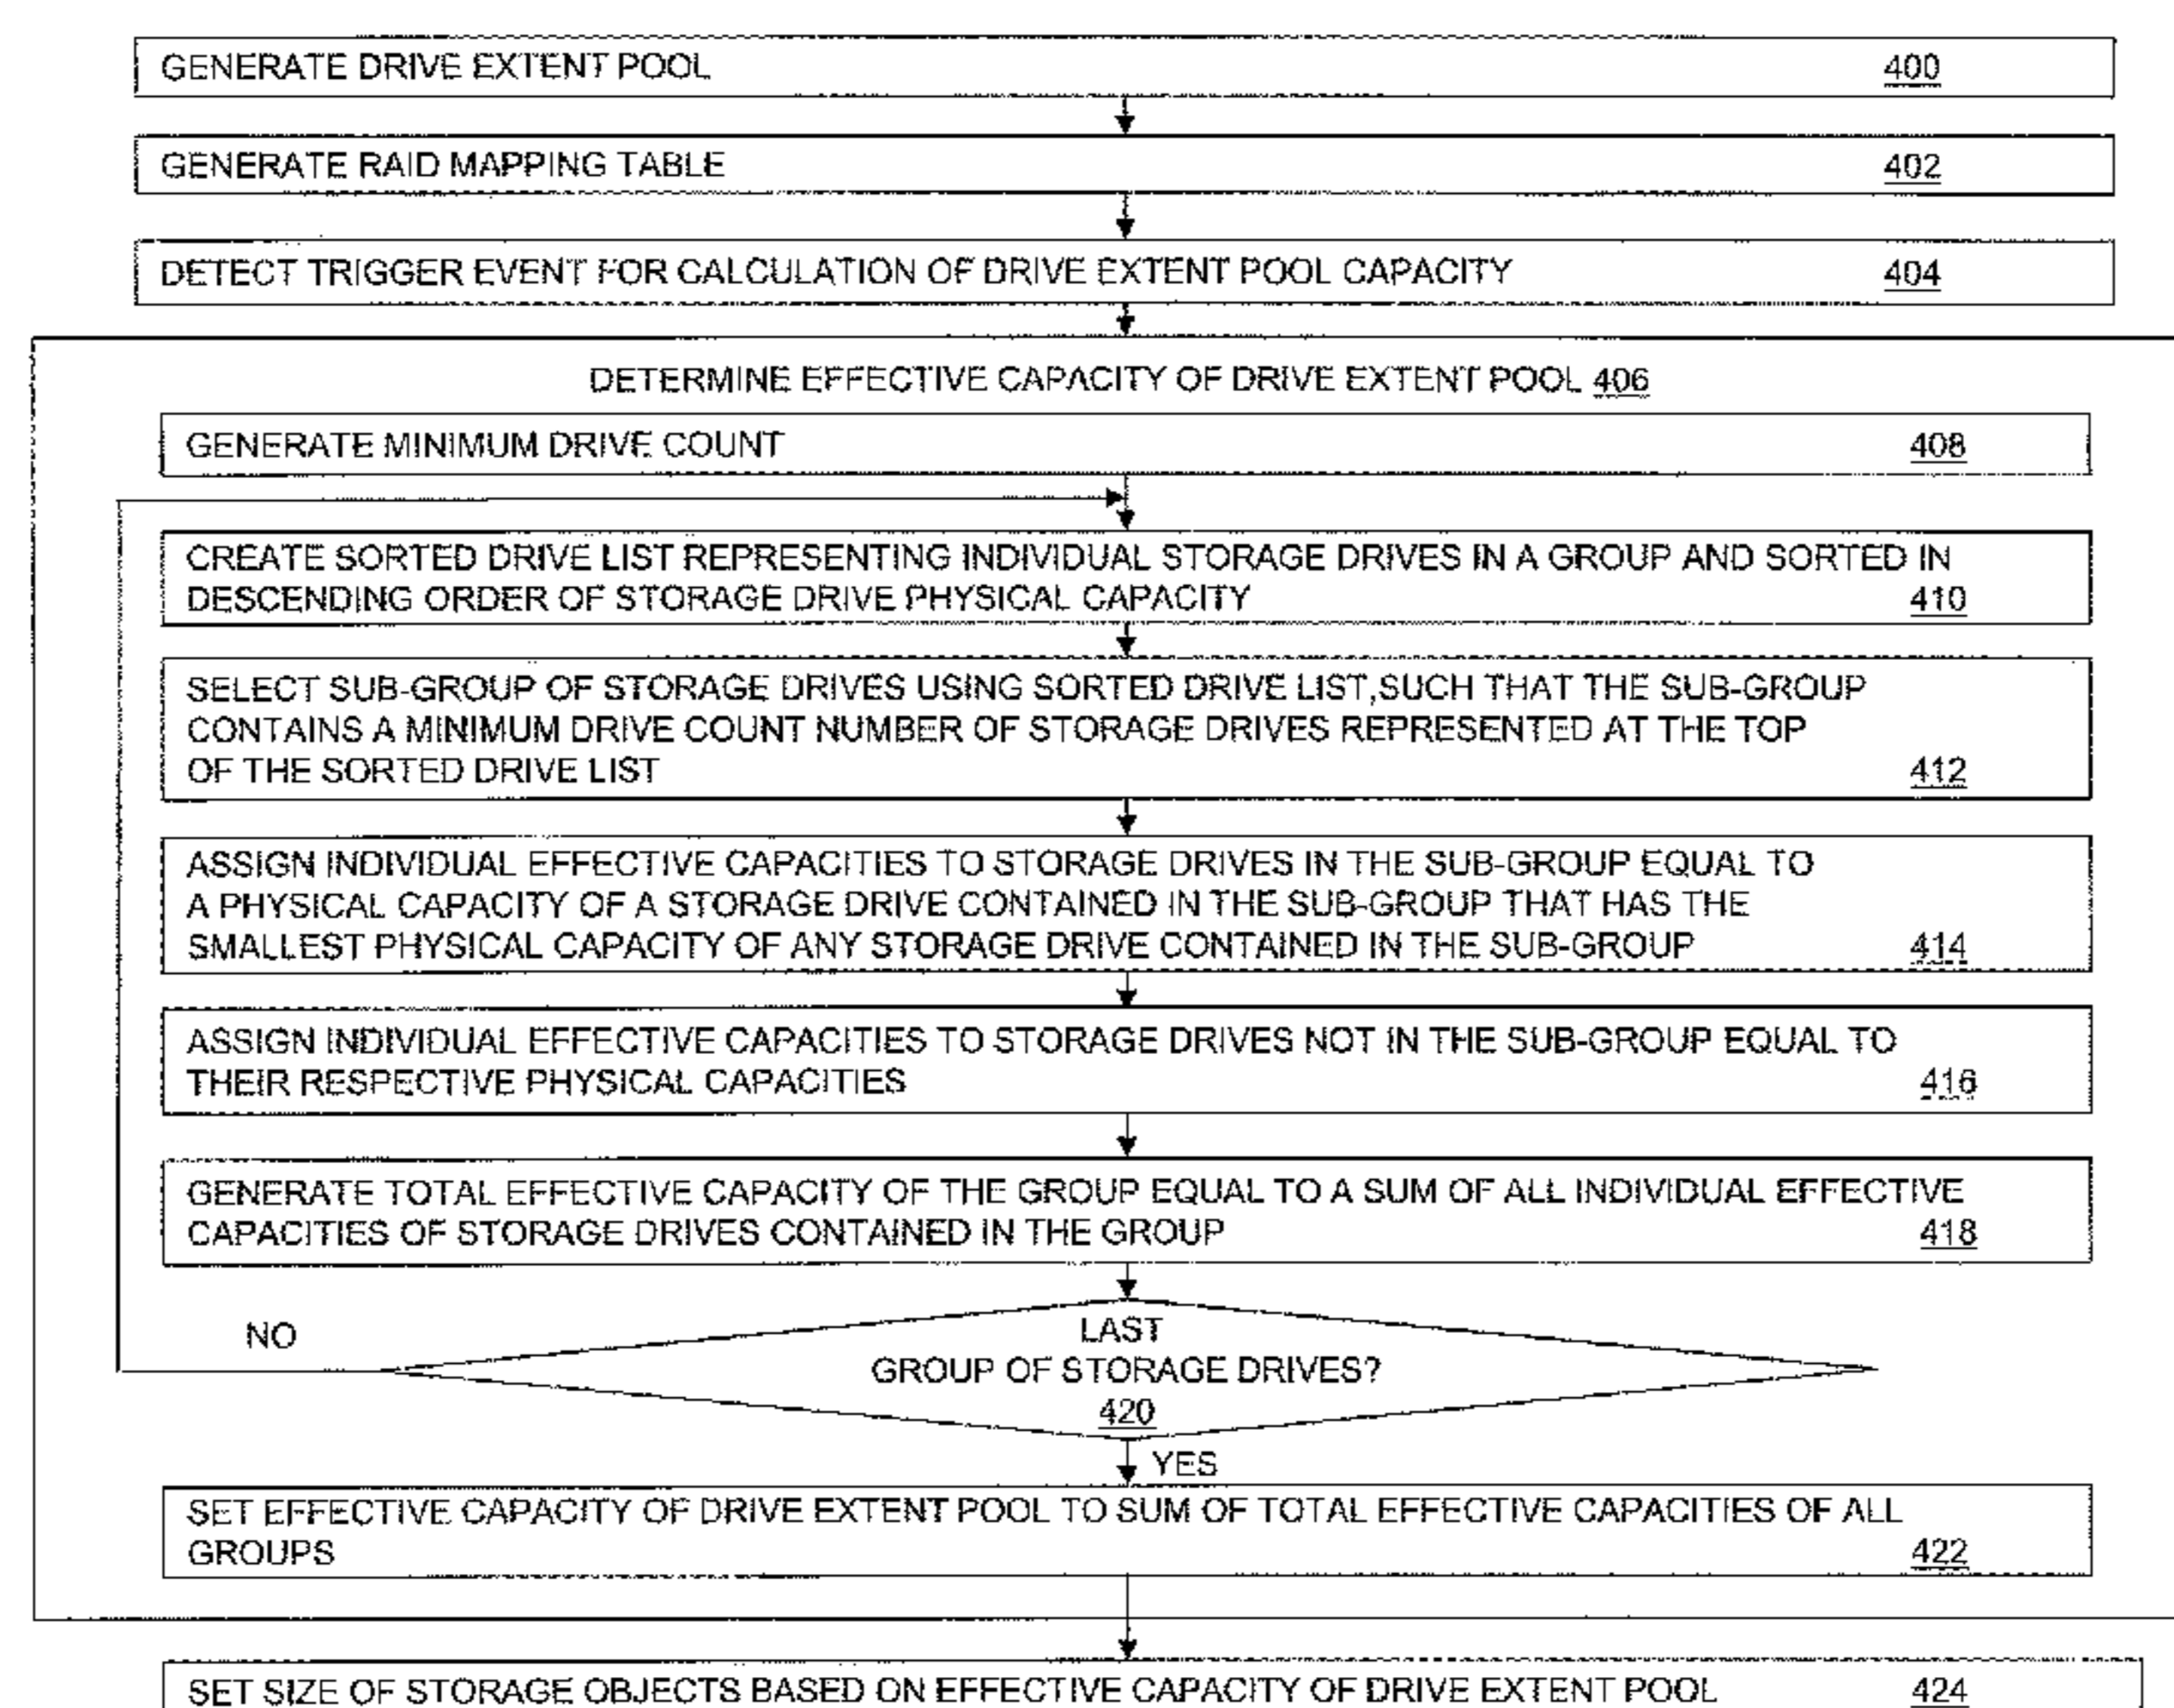 GENERATE DRIVE EXTENT POOL 400
GENERATE RAID MAPPING TABLE 402
DETECT TRIGGER EVENT FOR CALCULATION OF DRIVE EXTENT POOL CAPACITY 404
DETERMINE EFFECTIVE CAPACITY OF DRIVE EXTENT POOL 406
GENERATE MINIMUM DRIVE COUNT 408
CREATE SORTED DRIVE LIST REPRESENTING INDIVIDUAL STORAGE DRIVES IN A GROUP AND SORTED IN
DESCENDING ORDER OF STORAGE DRIVE PHYSICAL CAPACITY 410
SELECT SUB-GROUP OF STORAGE DRIVES USING SORTED DRIVE LIST,SUCH THAT THE SUB-GROUP
CONTAINS A MINIMUM DRIVE COUNT NUMBER OF STORAGE DRIVES REPRESENTED AT THE TOP
OF THE SORTED DRIVE LIST 412
ASSIGN INDIVIDUAL EFFECTIVE CAPACITIES TO STORAGE DRIVES IN THE SUB-GROUP EQUAL TO
A PHYSICAL CAPACITY OF A STORAGE DRIVE CONTAINED IN THE SUB-GROUP THAT HAS THE
SMALLEST PHYSICAL CAPACITY OF ANY STORAGE DRIVE CONTAINED IN THE SUB-GROUP 414
ASSIGN INDIVIDUAL EFFECTIVE CAPACITIES TO STORAGE DRIVES NOT IN THE SUB-GROUP EQUAL TO
THEIR RESPECTIVE PHYSICAL CAPACITIES 416
GENERATE TOTAL EFFECTIVE CAPACITY OF THE GROUP EQUAL TO A SUM OF ALL INDIVIDUAL EFFECTIVE
CAPACITIES OF STORAGE DRIVES CONTAINED IN THE GROUP 418
NO
LAST
GROUP OF STORAGE DRIVES?
420
YES
SET EFFECTIVE CAPACITY OF DRIVE EXTENT POOL TO SUM OF TOTAL EFFECTIVE CAPACITIES OF ALL
GROUPS 422
SET SIZE OF STORAGE OBJECTS BASED ON EFFECTIVE CAPACITY OF DRIVE EXTENT POOL 424